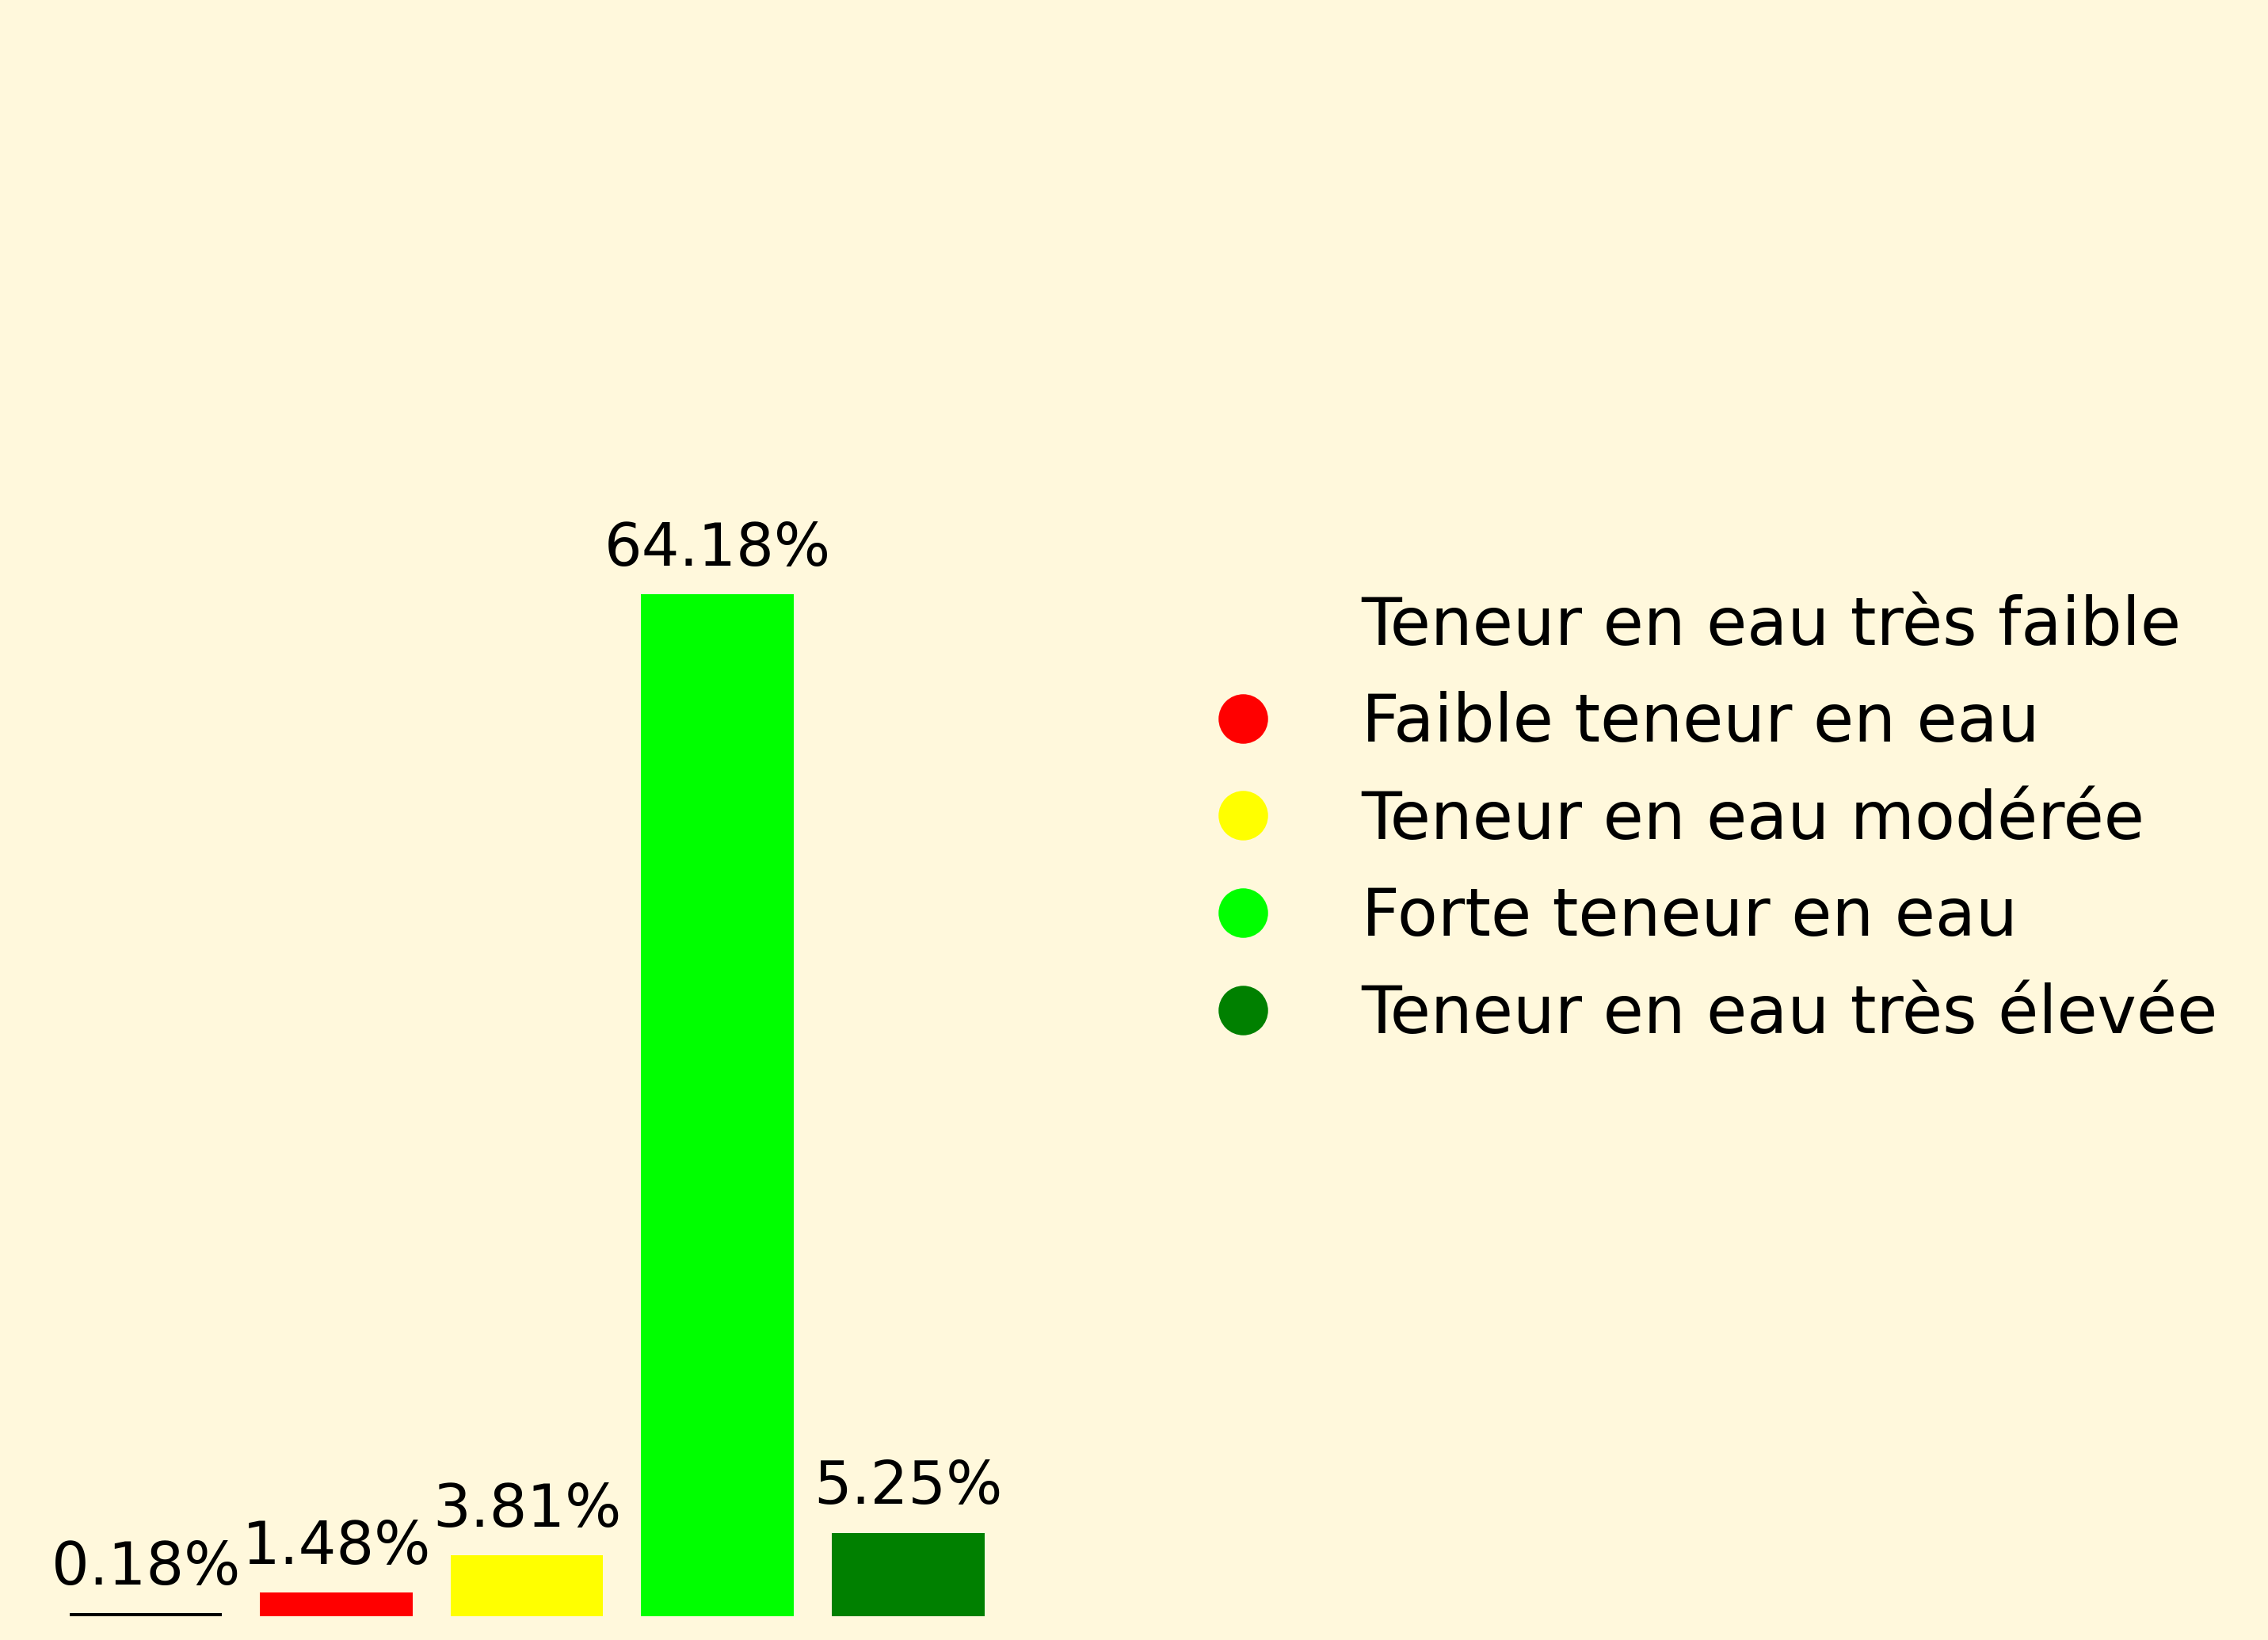 64.18%
Teneur en eau très faible
Faible teneur en eau
Teneur en eau modérée
Forte teneur en eau
Teneur en eau très élevée
5.25%
3.81%
1.48%
0.18%